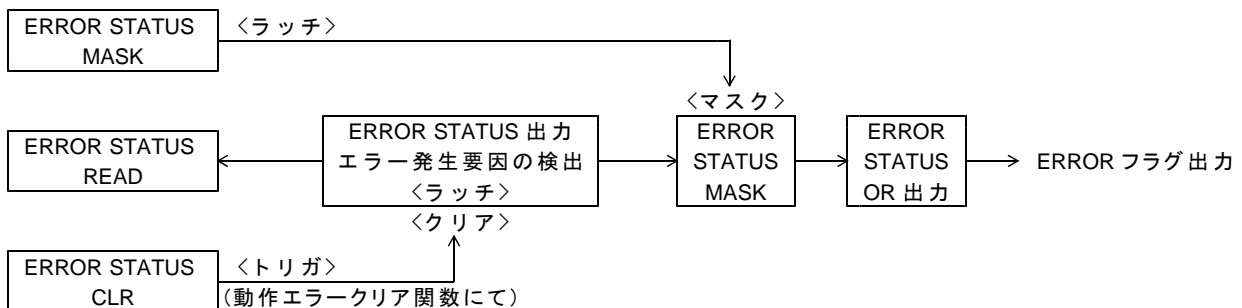 ERROR STATUS
MASK
〈ラッチ〉
〈マスク〉
ERROR STATUS
READ
ERROR STATUS 出力
エラー発生要因の検出
〈ラッチ〉
〈クリア〉
ERROR
STATUS
MASK
ERROR
STATUS
OR 出力
ERROR フラグ出力
ERROR STATUS
CLR
〈トリガ〉
(動作エラークリア関数にて)